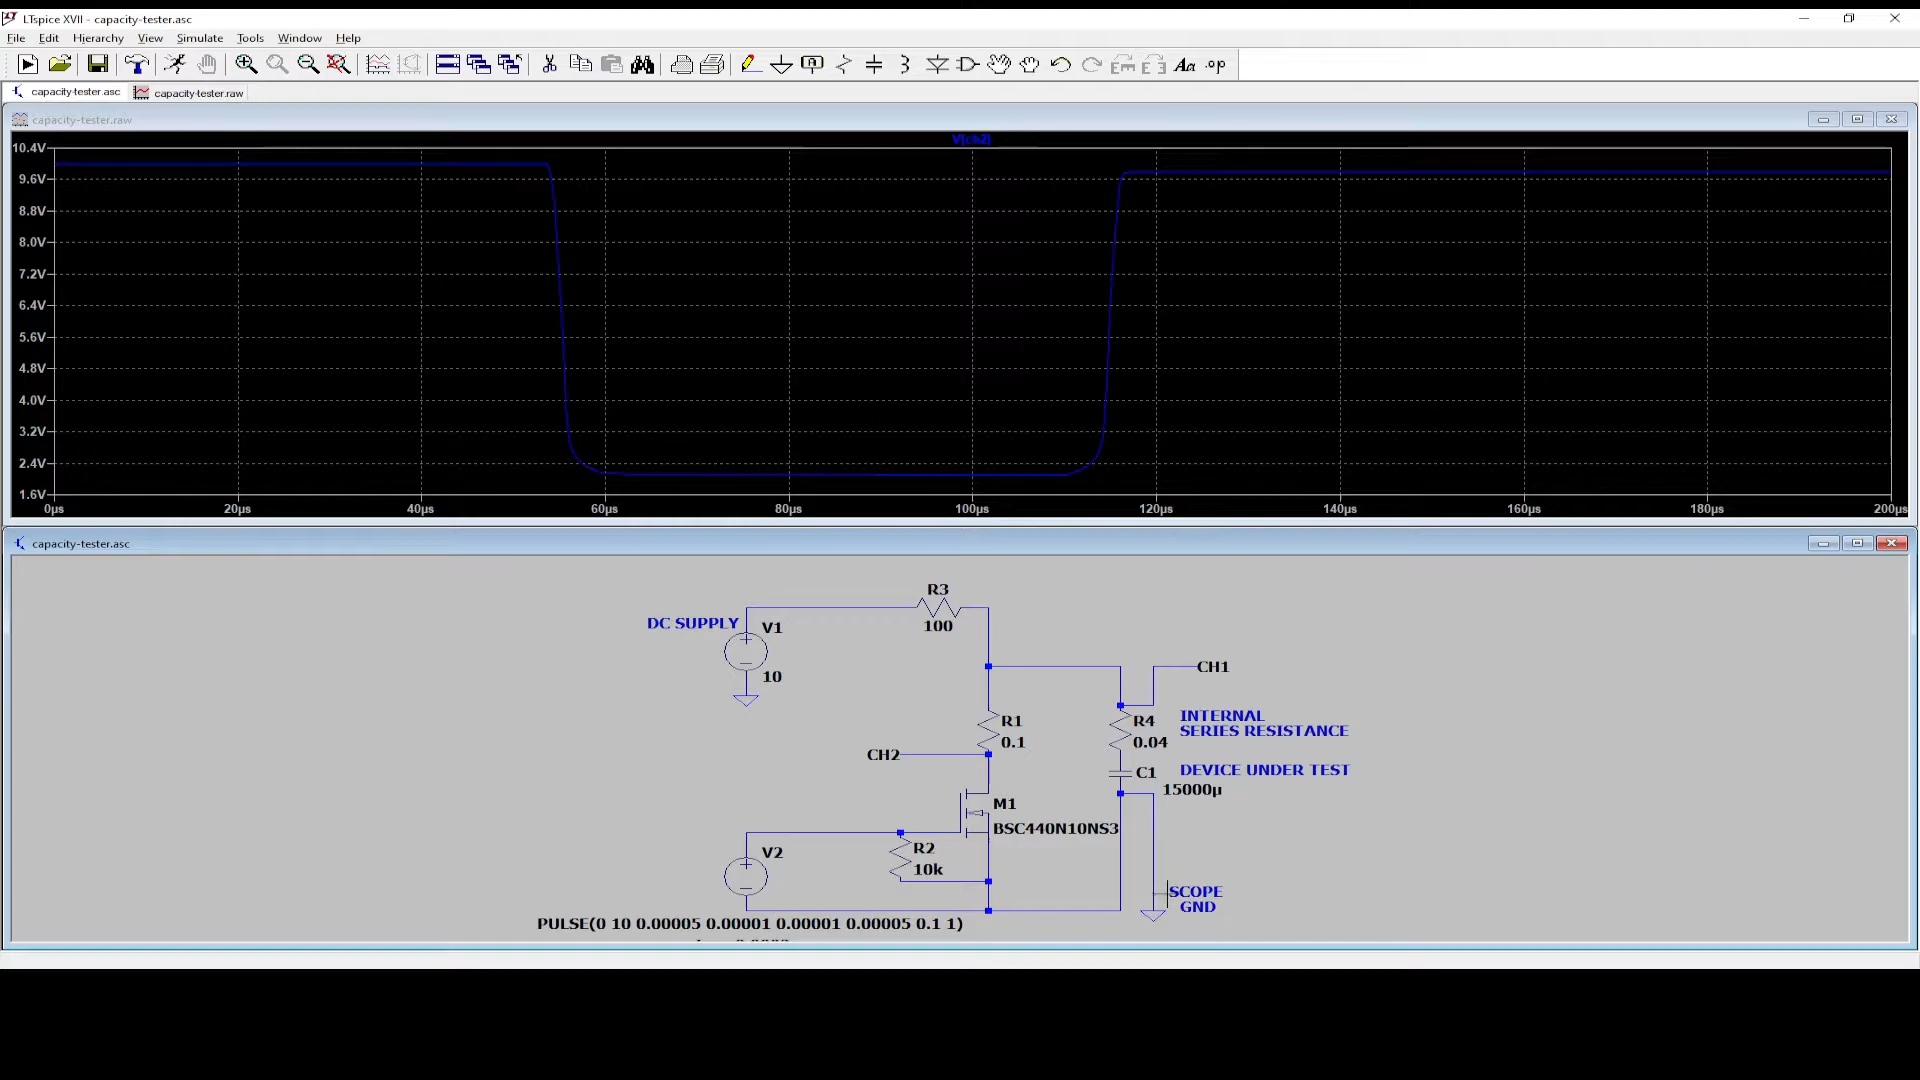 LTspice XVII - capacity-tester.asc
File Edit Hierarchy View Simulate Tools Window Help
Aa .op
capacity-tester.asc capacity-tester.raw
capacity-tester.raw
V(ch2)
10.4V
9.6V
8.8V
8.0V
7.2V
6.4V
5.6V
4.8V
4.0V
3.2V
2.4V
1.6V
0µs 20µs 40µs 60µs 80µs 100µs 120µs 140µs 160µs 180µs 200µs
capacity-tester.asc
R3
100
DC SUPPLY
V1
10
CH1
R1
0.1
R4
0.04
INTERNAL
SERIES RESISTANCE
CH2
C1
15000µ
DEVICE UNDER TEST
M1
BSC440N10NS3
V2
R2
10k
SCOPE
GND
PULSE(0 10 0.00005 0.00001 0.00001 0.00005 0.1 1)